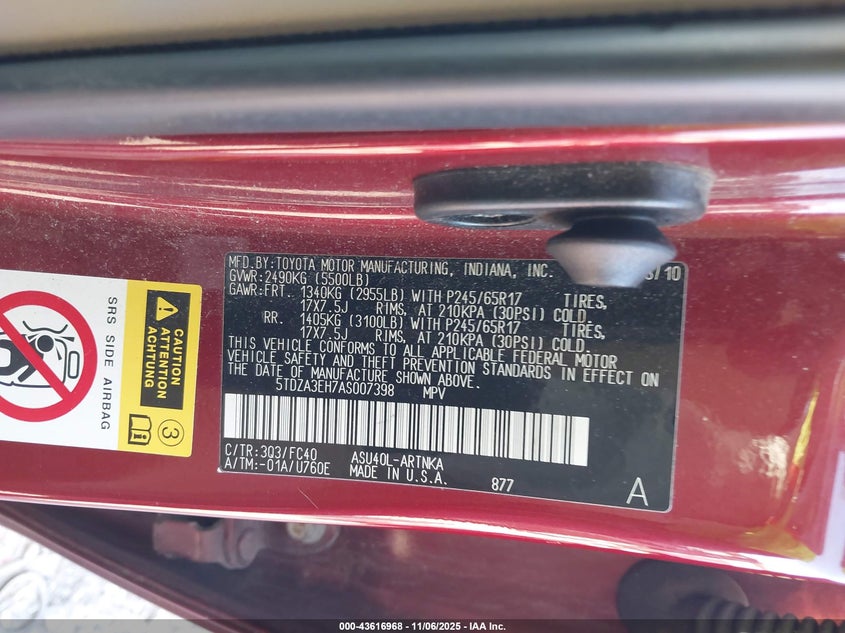 MFD.BY:TOYOTA MOTOR MANUFACTURING, INDIANA, INC. /10
GVWR:2490KG (5500LB)
GAWR:FRT. 1340KG (2955LB) WITH P245/65R17 TIRES,
17X7.5J RIMS, AT 210KPA (30PSI) COLD
RR. 1405KG (3100LB) WITH P245/65R17 TIRES,
17X7.5J RIMS, AT 210KPA (30PSI) COLD
THIS VEHICLE CONFORMS TO ALL APPLICABLE FEDERAL MOTOR
VEHICLE SAFETY AND THEFT PREVENTION STANDARDS IN EFFECT ON
THE DATE OF MANUFACTURE SHOWN ABOVE.
5TDZA3EH7AS007398 MPV
C/TR:3Q3/FC40 ASU40L-ARTNKA
A/TM:-01A/U760E MADE IN U.S.A. 877 A
SRS SIDE AIRBAG
CAUTION
ATTENTION
ACHTUNG
3
000-43616968 - 11/06/2025 - IAA Inc.